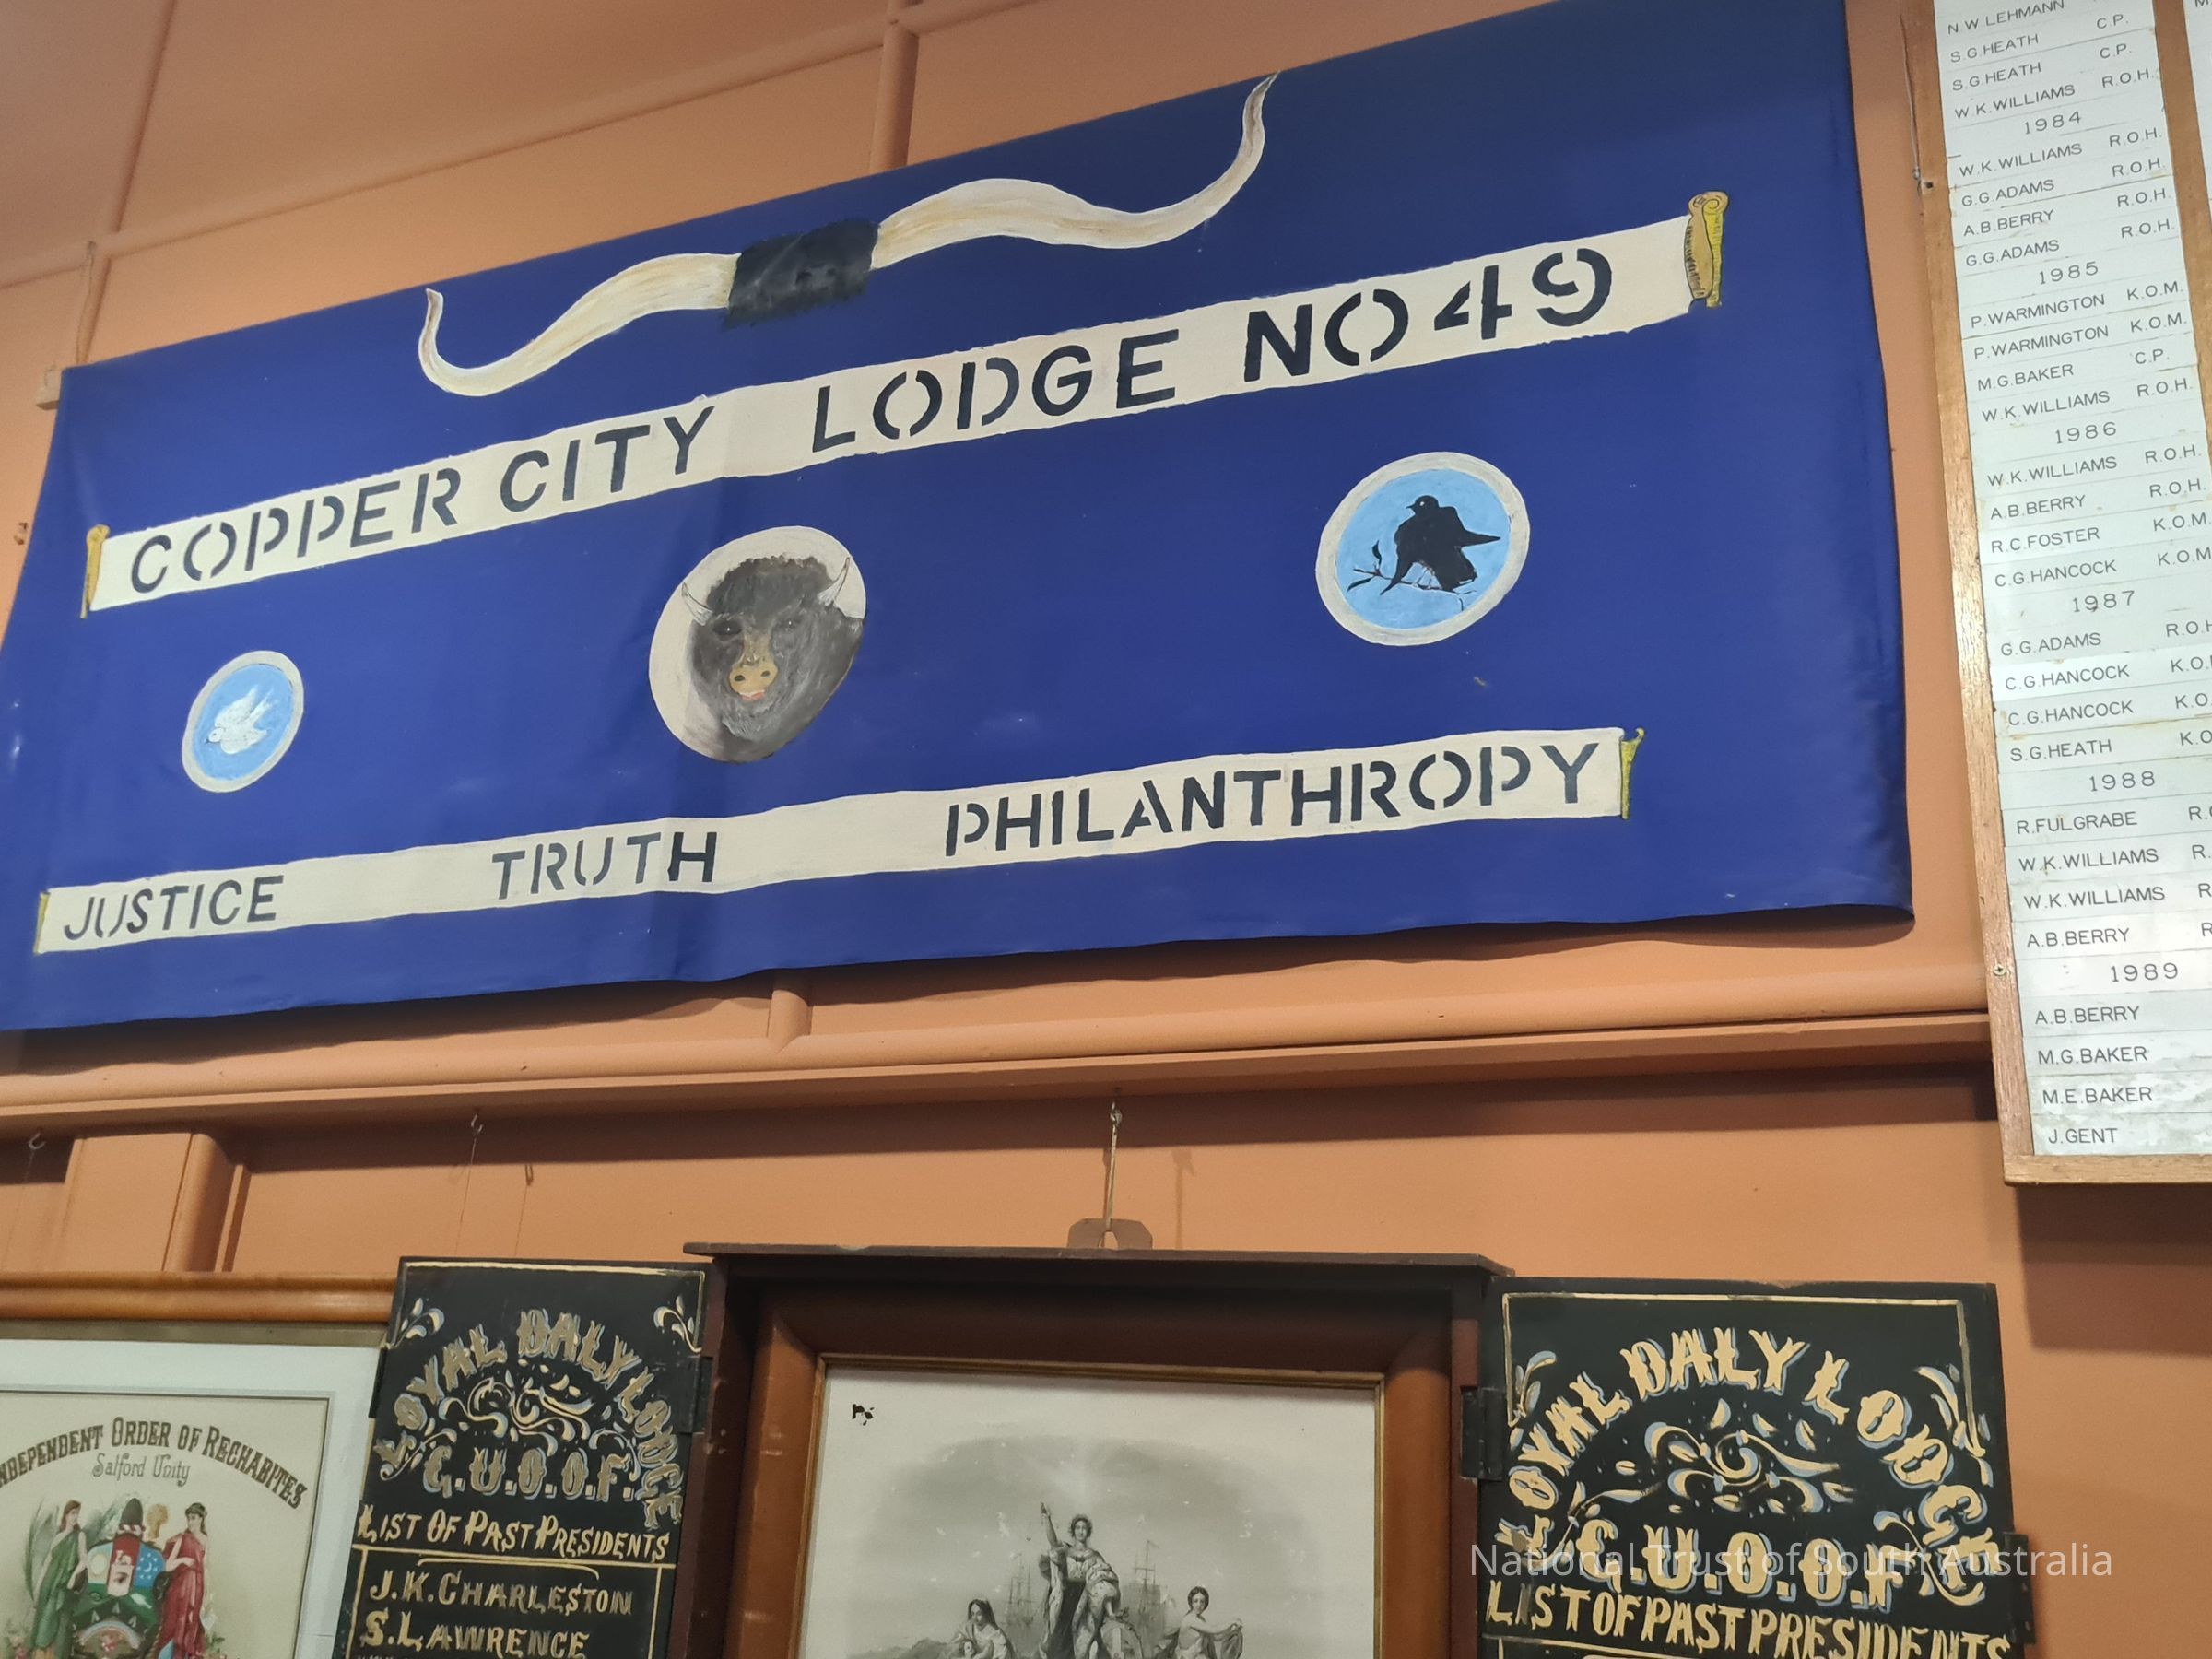 COPPER CITY LODGE NO 49
JUSTICE TRUTH PHILANTHROPY
N.W LEHMANN
S.G.HEATH C.P.
S.G.HEATH C.P.
W.K.WILLIAMS R.O.H.
1984
W.K.WILLIAMS R.O.H.
G.G.ADAMS R.O.H.
A.B.BERRY R.O.H.
G.G.ADAMS R.O.H.
1985
P.WARMINGTON K.O.M.
P.WARMINGTON K.O.M.
M.G.BAKER C.P.
W.K.WILLIAMS R.O.H.
1986
W.K.WILLIAMS R.O.H.
A.B.BERRY R.O.H.
R.C.FOSTER K.O.M.
C.G.HANCOCK K.O.M
1987
G.G.ADAMS R.O.H
C.G.HANCOCK K.O.
C.G.HANCOCK K.O.
S.G.HEATH K.O
1988
R.FULGRABE R.
W.K.WILLIAMS R.
W.K.WILLIAMS R
A.B.BERRY R
1989
A.B.BERRY
M.G.BAKER
M.E.BAKER
J.GENT
NDEPENDENT ORDER OF RECHABITES
Salford Unity
LOYAL DALY LODGE
G.U.O.O.F.
LIST OF PAST PRESIDENTS
J.K.CHARLESTON
S.LAWRENCE
LOYAL DALY LODGE
G.U.O.O.F
LIST OF PAST PRESIDENTS
National Trust of South Australia